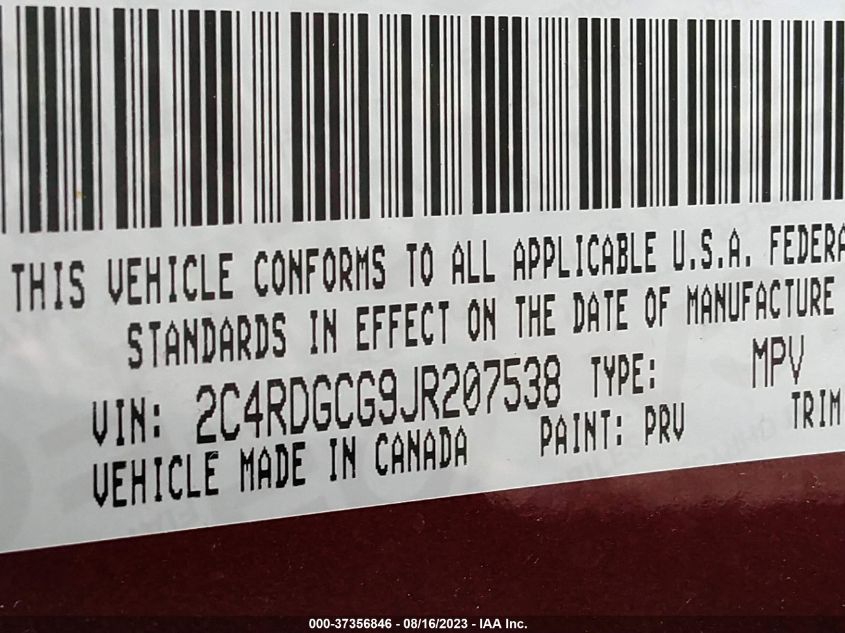 THIS VEHICLE CONFORMS TO ALL APPLICABLE U.S.A. FEDERA
STANDARDS IN EFFECT ON THE DATE OF MANUFACTURE
VIN: 2C4RDGCG9JR207538 TYPE: MPV
VEHICLE MADE IN CANADA PAINT: PRV TRIM
000-37356846 - 08/16/2023 - IAA Inc.